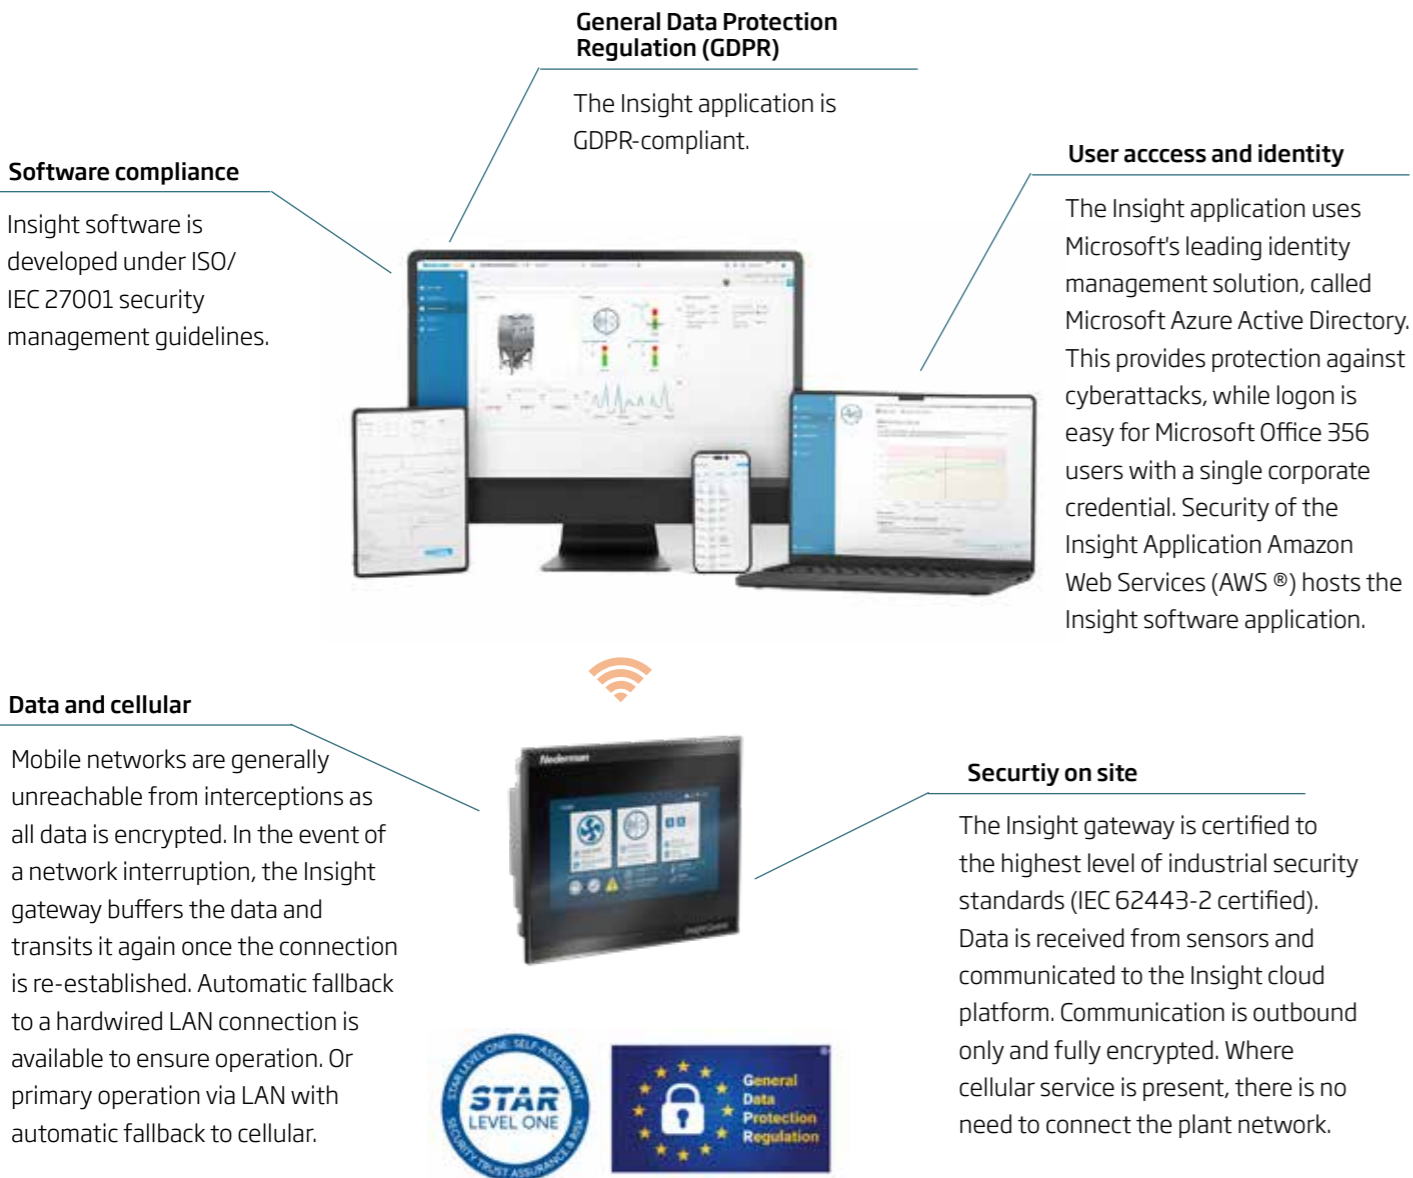 General Data Protection
Regulation (GDPR)
The Insight application is
GDPR-compliant.
Software compliance
Insight software is
developed under ISO/
IEC 27001 security
management guidelines.
User acccess and identity
The Insight application uses
Microsoft's leading identity
management solution, called
Microsoft Azure Active Directory.
This provides protection against
cyberattacks, while logon is
easy for Microsoft Office 356
users with a single corporate
credential. Security of the
Insight Application Amazon
Web Services (AWS ®) hosts the
Insight software application.
Data and cellular
Mobile networks are generally
unreachable from interceptions as
all data is encrypted. In the event of
a network interruption, the Insight
gateway buffers the data and
transits it again once the connection
is re-established. Automatic fallback
to a hardwired LAN connection is
available to ensure operation. Or
primary operation via LAN with
automatic fallback to cellular.
Nederman
Securtiy on site
The Insight gateway is certified to
the highest level of industrial security
standards (IEC 62443-2 certified).
Data is received from sensors and
communicated to the Insight cloud
platform. Communication is outbound
only and fully encrypted. Where
cellular service is present, there is no
need to connect the plant network.
STAR LEVEL ONE: SELF-ASSESSMENT
STAR
LEVEL ONE
SECURITY TRUST ASSURANCE & RISK
General
Data
Protection
Regulation